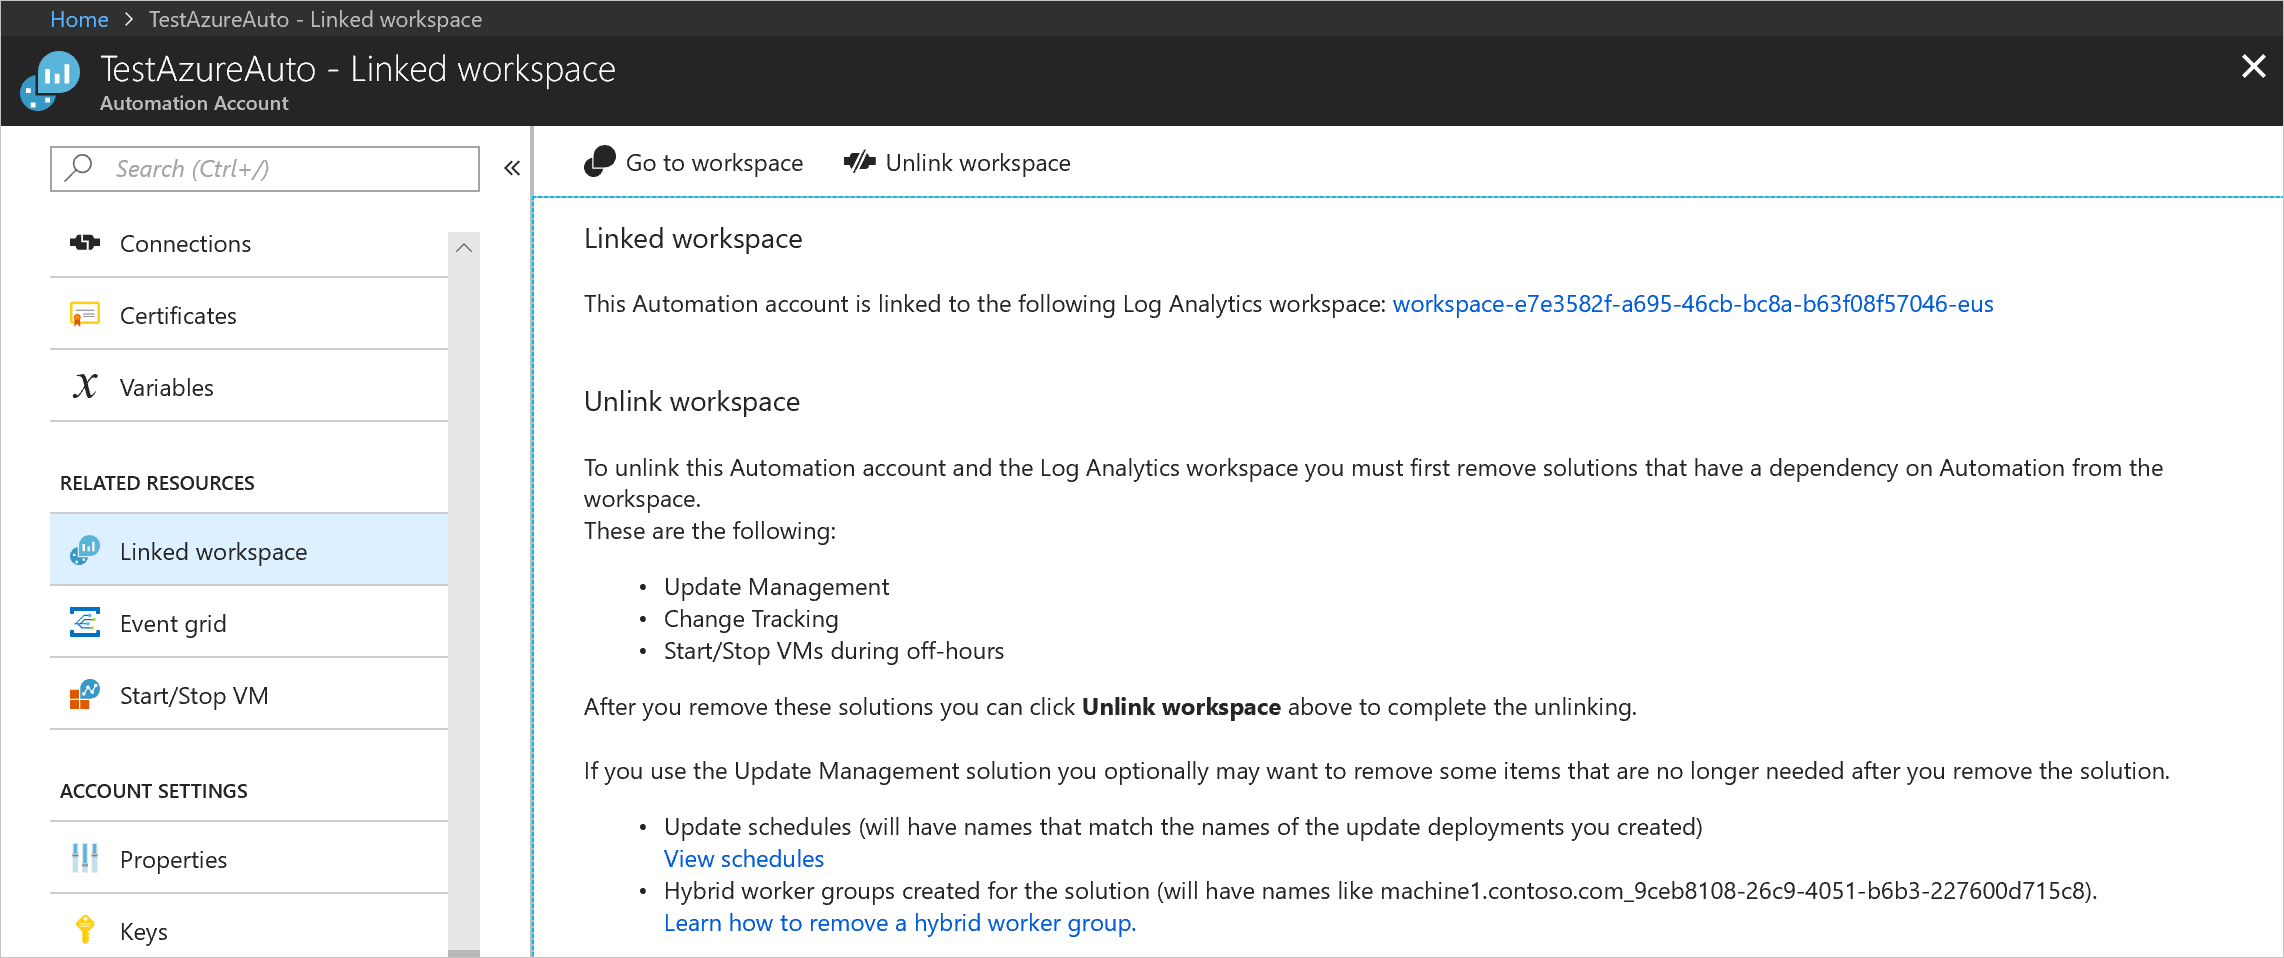 Home > TestAzureAuto - Linked workspace
TestAzureAuto - Linked workspace
Automation Account
Search (Ctrl+/)
Connections
Certificates
Variables
RELATED RESOURCES
Linked workspace
Event grid
Start/Stop VM
ACCOUNT SETTINGS
Properties
Keys
Go to workspace
Unlink workspace
Linked workspace
This Automation account is linked to the following Log Analytics workspace: workspace-e7e3582f-a695-46cb-bc8a-b63f08f57046-eus
Unlink workspace
To unlink this Automation account and the Log Analytics workspace you must first remove solutions that have a dependency on Automation from the
workspace.
These are the following:
• Update Management
• Change Tracking
• Start/Stop VMs during off-hours
After you remove these solutions you can click Unlink workspace above to complete the unlinking.
If you use the Update Management solution you optionally may want to remove some items that are no longer needed after you remove the solution.
• Update schedules (will have names that match the names of the update deployments you created)
View schedules
• Hybrid worker groups created for the solution (will have names like machine1.contoso.com_9ceb8108-26c9-4051-b6b3-227600d715c8).
Learn how to remove a hybrid worker group.